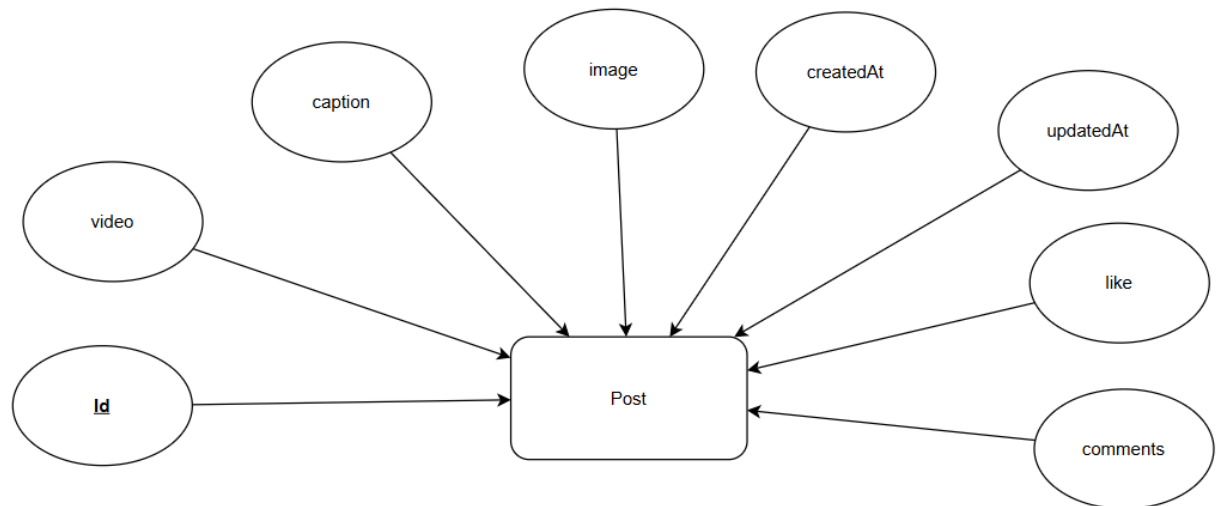 image
createdAt
caption
updatedAt
video
like
Id
Post
comments